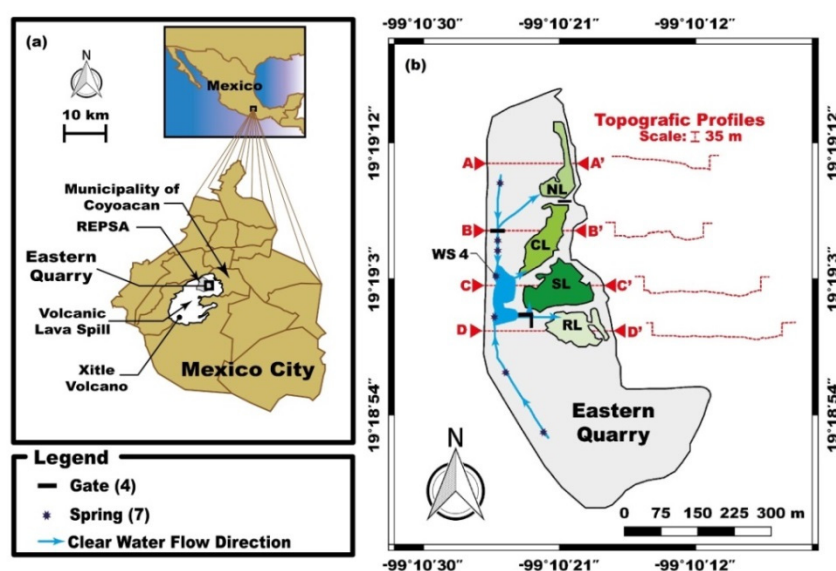 (a)
N
10 km
Mexico
Municipality of
Coyoacan
REPSA
Eastern
Quarry
Volcanic
Lava Spill
Xitle
Volcano
Mexico City
Legend
Gate (4)
Spring (7)
Clear Water Flow Direction
-99°10'30'' -99°10'21'' -99°10'12''
(b)
19°19'12''
19°19'12''
Topografic Profiles
Scale: 35 m
A A'
NL
B B'
CL
WS 4
19°19'3''
19°19'3''
C C'
SL
D D'
RL
19°18'54''
19°18'54''
Eastern
Quarry
N
0 75 150 225 300 m
-99°10'30'' -99°10'21'' -99°10'12''